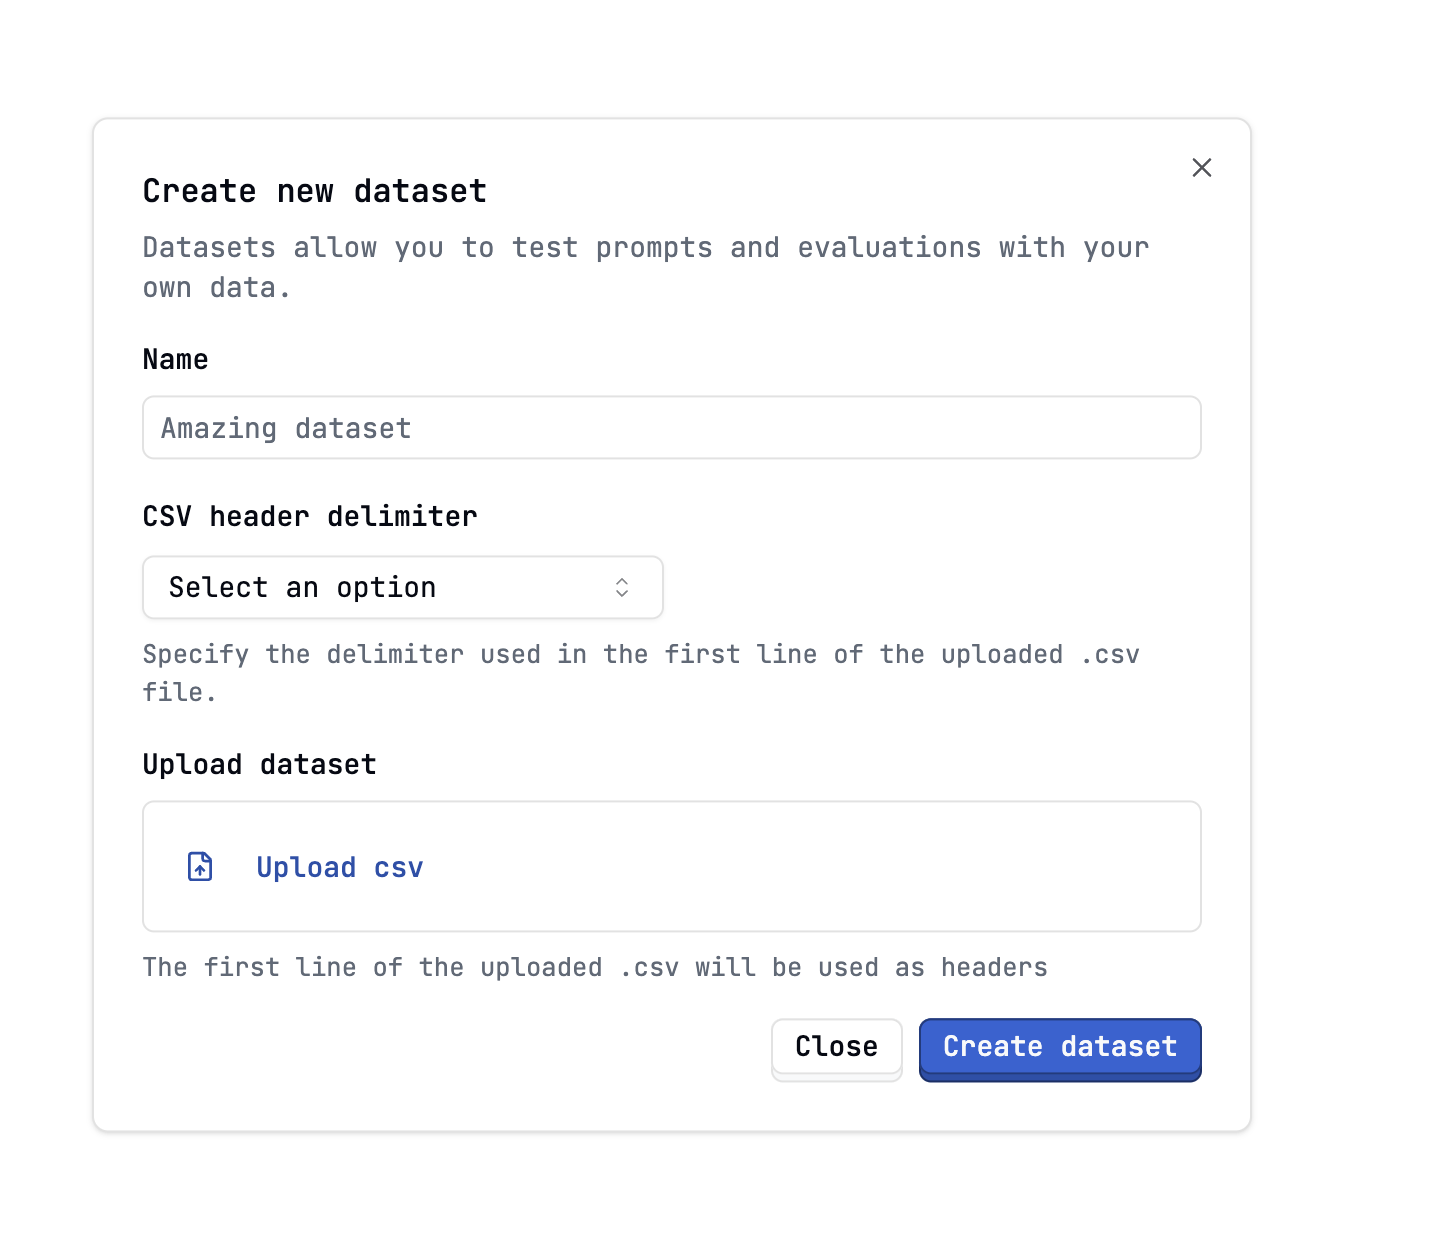 Create new dataset
Datasets allow you to test prompts and evaluations with your
own data.
Name
Amazing dataset
CSV header delimiter
Select an option
Specify the delimiter used in the first line of the uploaded .csv
file.
Upload dataset
Upload csv
The first line of the uploaded .csv will be used as headers
Close
Create dataset